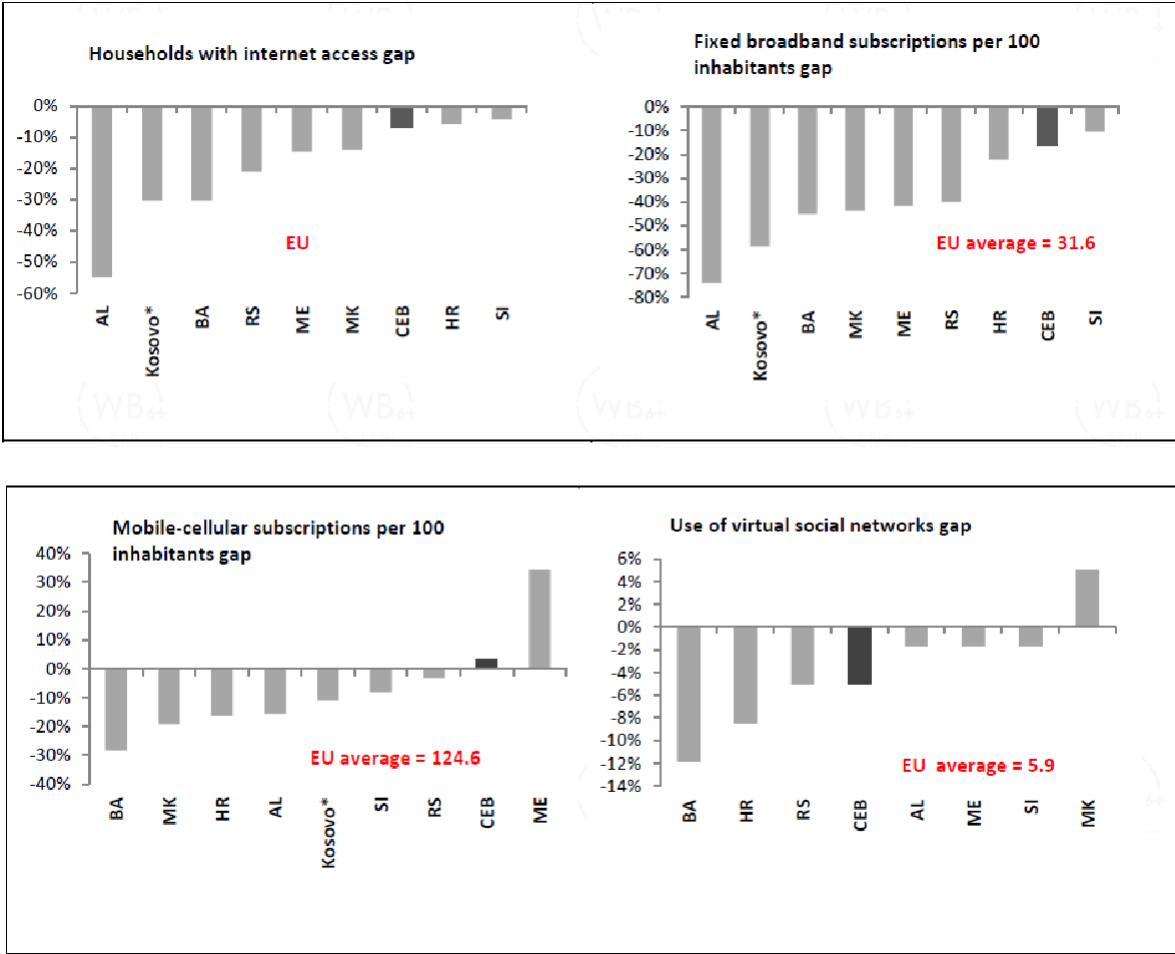 Households with internet access gap
0%
-10%
-20%
-30%
-40%
-50%
-60%
EU
AL
Kosovo*
BA
RS
ME
MK
CEB
HR
SI
Fixed broadband subscriptions per 100
inhabitants gap
0%
-10%
-20%
-30%
-40%
-50%
-60%
-70%
-80%
EU average = 31.6
AL
Kosovo*
BA
MK
ME
RS
HR
CEB
SI
WB6+
WB6+
WB6+
WB6+
WB6+
Mobile-cellular subscriptions per 100
inhabitants gap
40%
30%
20%
10%
0%
-10%
-20%
-30%
-40%
EU average = 124.6
BA
MK
HR
AL
Kosovo*
SI
RS
CEB
ME
Use of virtual social networks gap
6%
4%
2%
0%
-2%
-4%
-6%
-8%
-10%
-12%
-14%
EU average = 5.9
BA
HR
RS
CEB
AL
ME
SI
MK